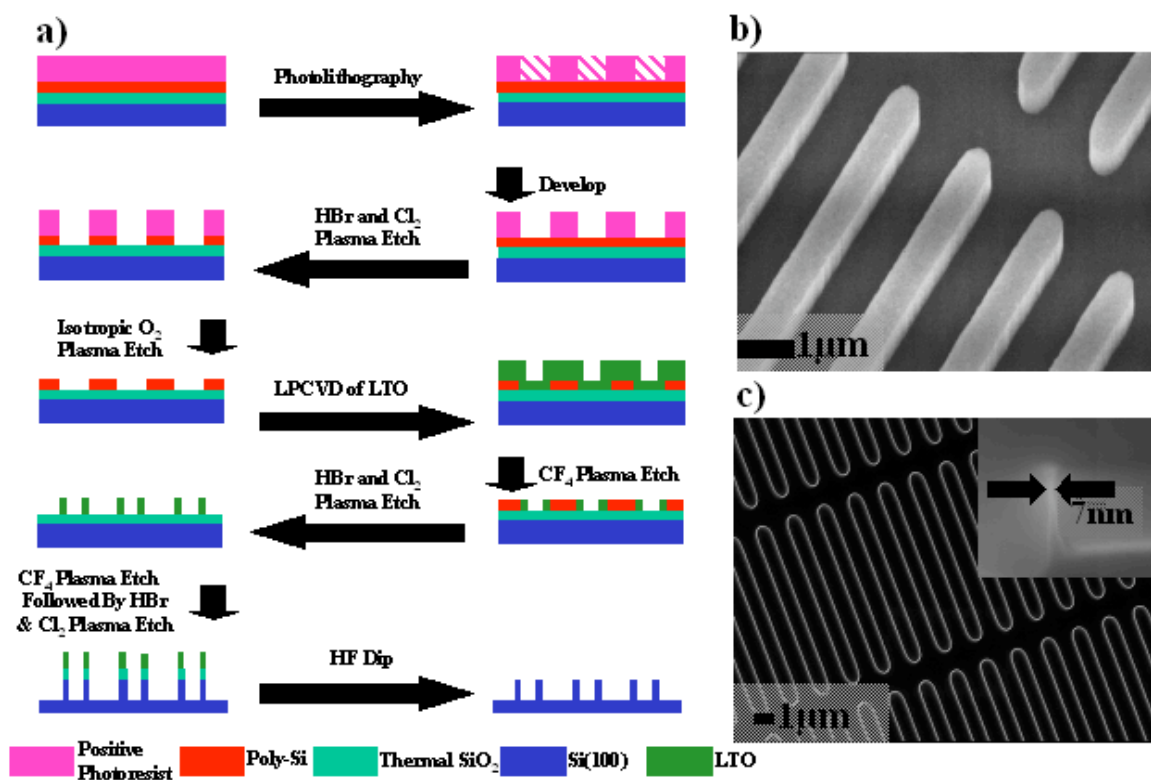 a)
Photolithography
Develop
HBr and Cl₂
Plasma Etch
Isotropic O₂
Plasma Etch
LPCVD of LTO
CF₄ Plasma Etch
HBr and Cl₂
Plasma Etch
CF₄ Plasma Etch
Followed By HBr
& Cl₂ Plasma Etch
HF Dip
Positive
Photoresist
Poly-Si
Thermal SiO₂
Si(100)
LTO
b)
1μm
c)
7nm
1μm